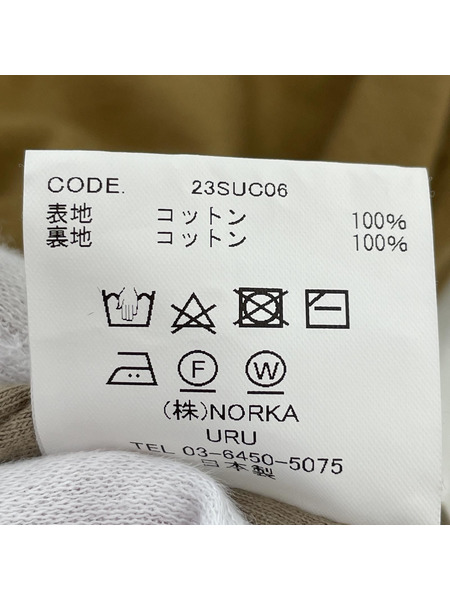 CODE. 23SUC06
表地 コットン 100%
裏地 コットン 100%
F W
(株)NORKA
URU
TEL 03-6450-5075
日本製